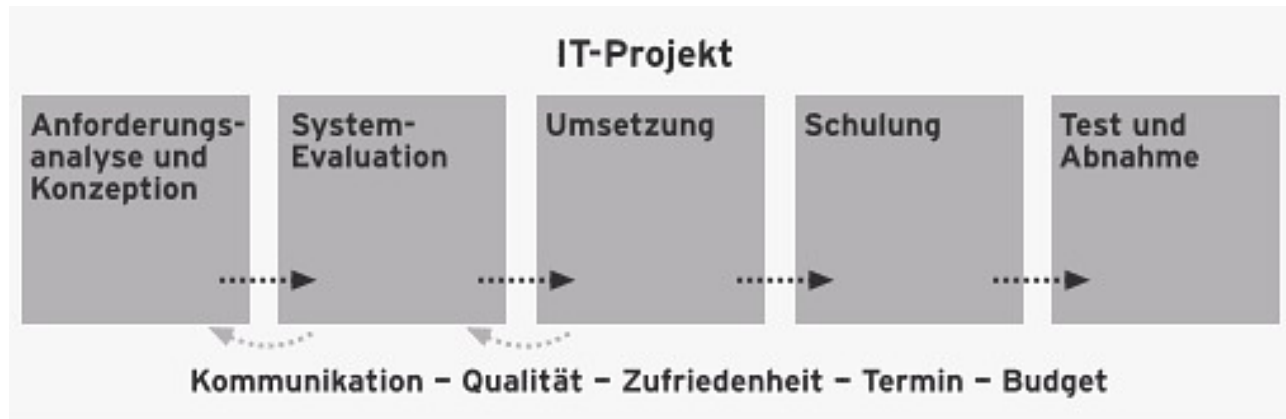 IT-Projekt
Anforderungs-
analyse und
Konzeption
System-
Evaluation
Umsetzung
Schulung
Test und
Abnahme
Kommunikation – Qualität – Zufriedenheit – Termin – Budget